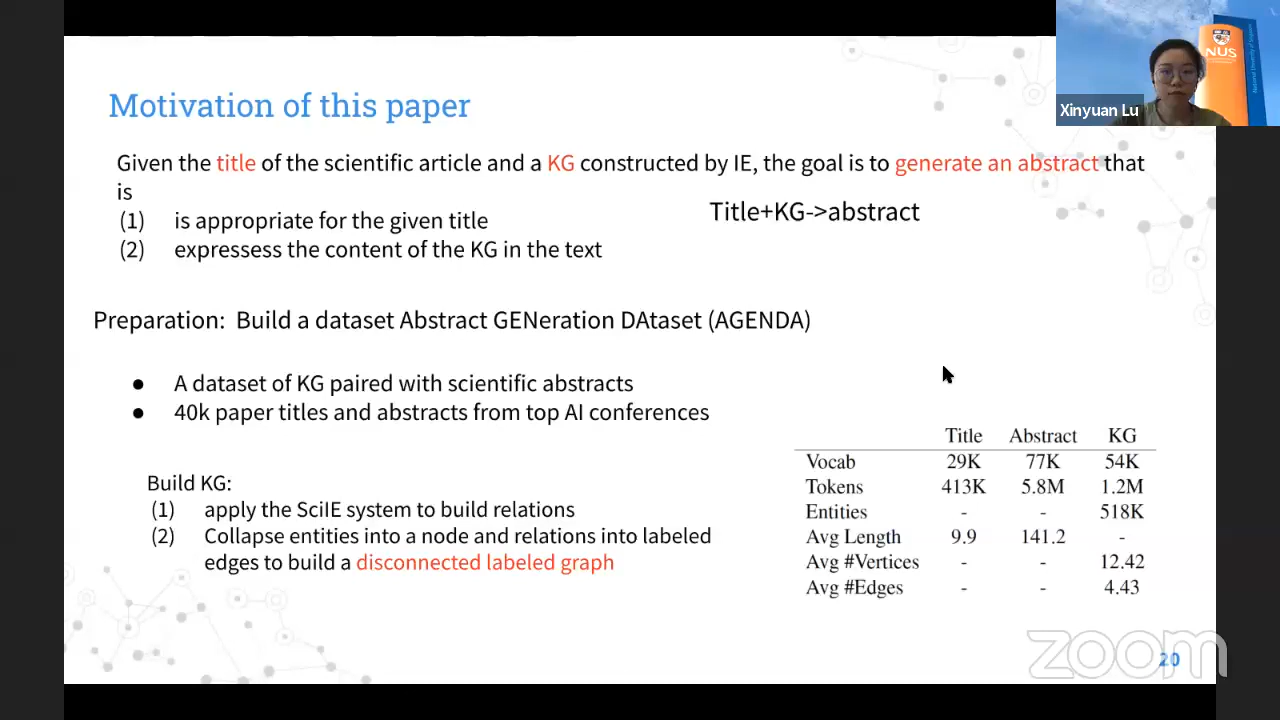 NUS
Xinyuan Lu
Motivation of this paper
Given the title of the scientific article and a KG constructed by IE, the goal is to generate an abstract that
is
(1) is appropriate for the given title
(2) expressess the content of the KG in the text
Title+KG->abstract
Preparation: Build a dataset Abstract GENeration DAtaset (AGENDA)
● A dataset of KG paired with scientific abstracts
● 40k paper titles and abstracts from top AI conferences
Build KG:
(1) apply the SciIE system to build relations
(2) Collapse entities into a node and relations into labeled
edges to build a disconnected labeled graph
Title Abstract KG
Vocab 29K 77K 54K
Tokens 413K 5.8M 1.2M
Entities - - 518K
Avg Length 9.9 141.2 -
Avg #Vertices - - 12.42
Avg #Edges - - 4.43
zoom
20